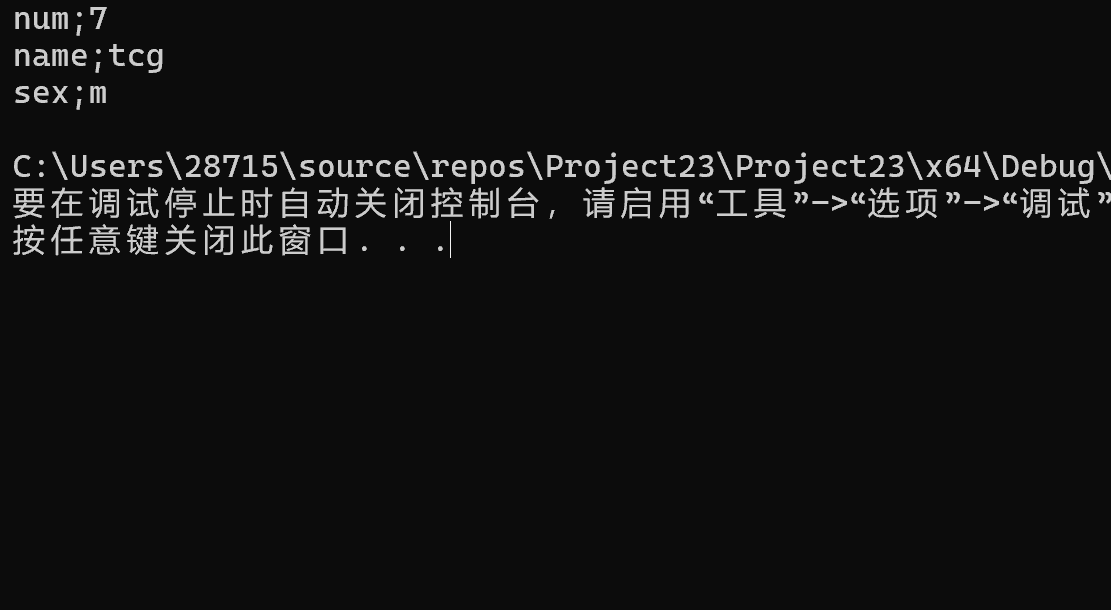 num;7
name;tcg
sex;m
C:\Users\28715\source\repos\Project23\Project23\x64\Debug\
要在调试停止时自动关闭控制台，请启用“工具”->“选项”->“调试”
按任意键关闭此窗口. . .